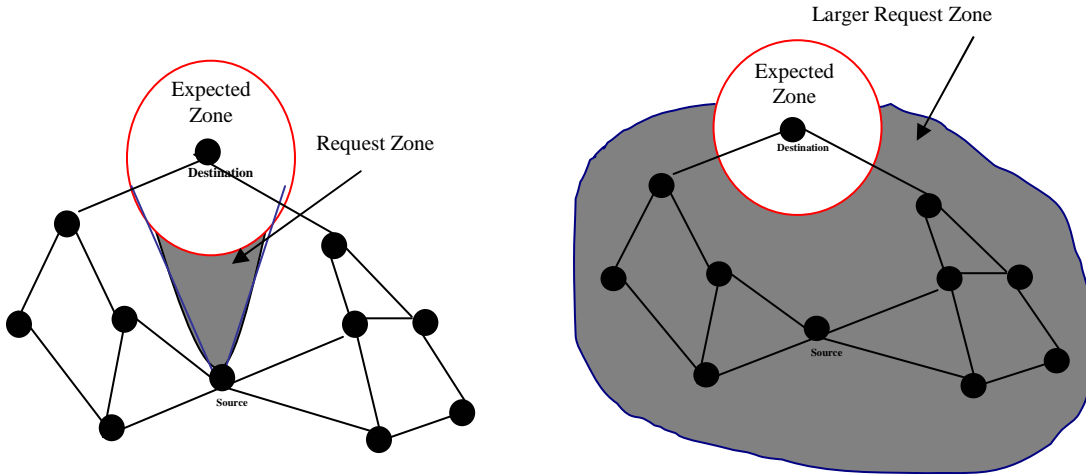 Expected
Zone
Request Zone
Destination
Source
Larger Request Zone
Expected
Zone
Destination
Source